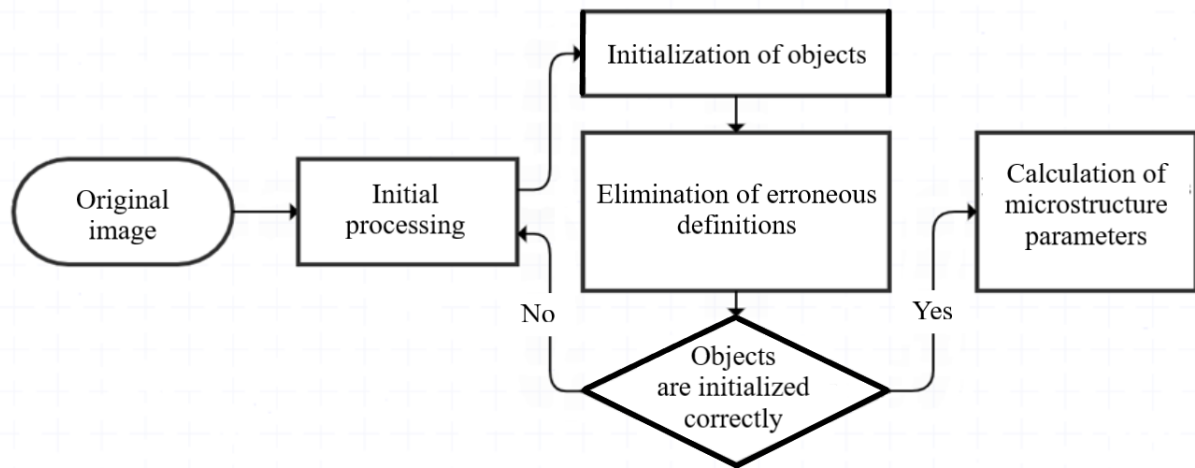 Original
image
Initial
processing
Initialization of objects
Elimination of erroneous
definitions
Objects
are initialized
correctly
No
Yes
Calculation of
microstructure
parameters